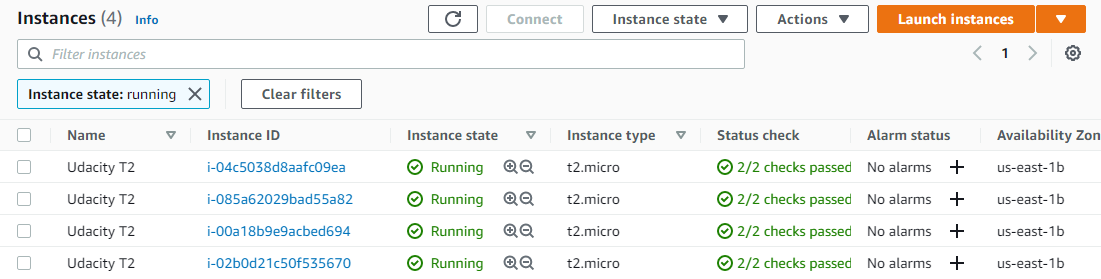 Instances (4) Info Connect Instance state Actions Launch instances
Filter instances 1
Instance state: running Clear filters
Name Instance ID Instance state Instance type Status check Alarm status Availability Zon
Udacity T2 i-04c5038d8aafc09ea Running t2.micro 2/2 checks passed No alarms us-east-1b
Udacity T2 i-085a62029bad55a82 Running t2.micro 2/2 checks passed No alarms us-east-1b
Udacity T2 i-00a18b9e9acbed694 Running t2.micro 2/2 checks passed No alarms us-east-1b
Udacity T2 i-02b0d21c50f535670 Running t2.micro 2/2 checks passed No alarms us-east-1b